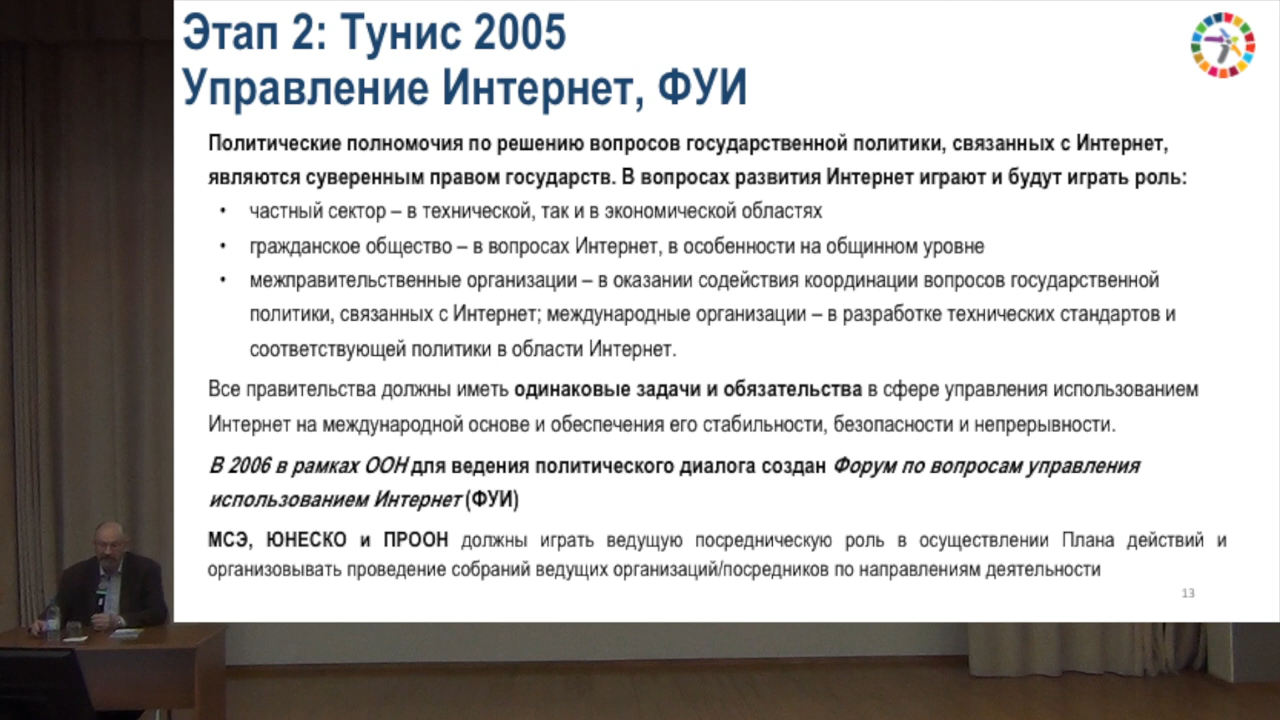 Этап 2: Тунис 2005
Управление Интернет, ФУИ
Политические полномочия по решению вопросов государственной политики, связанных с Интернет,
являются суверенным правом государств. В вопросах развития Интернет играют и будут играть роль:
• частный сектор – в технической, так и в экономической областях
• гражданское общество – в вопросах Интернет, в особенности на общинном уровне
• межправительственные организации – в оказании содействия координации вопросов государственной
политики, связанных с Интернет; международные организации – в разработке технических стандартов и
соответствующей политики в области Интернет.
Все правительства должны иметь одинаковые задачи и обязательства в сфере управления использованием
Интернет на международной основе и обеспечения его стабильности, безопасности и непрерывности.
В 2006 в рамках ООН для ведения политического диалога создан Форум по вопросам управления
использованием Интернет (ФУИ)
МСЭ, ЮНЕСКО и ПРООН должны играть ведущую посредническую роль в осуществлении Плана действий и
организовывать проведение собраний ведущих организаций/посредников по направлениям деятельности
13